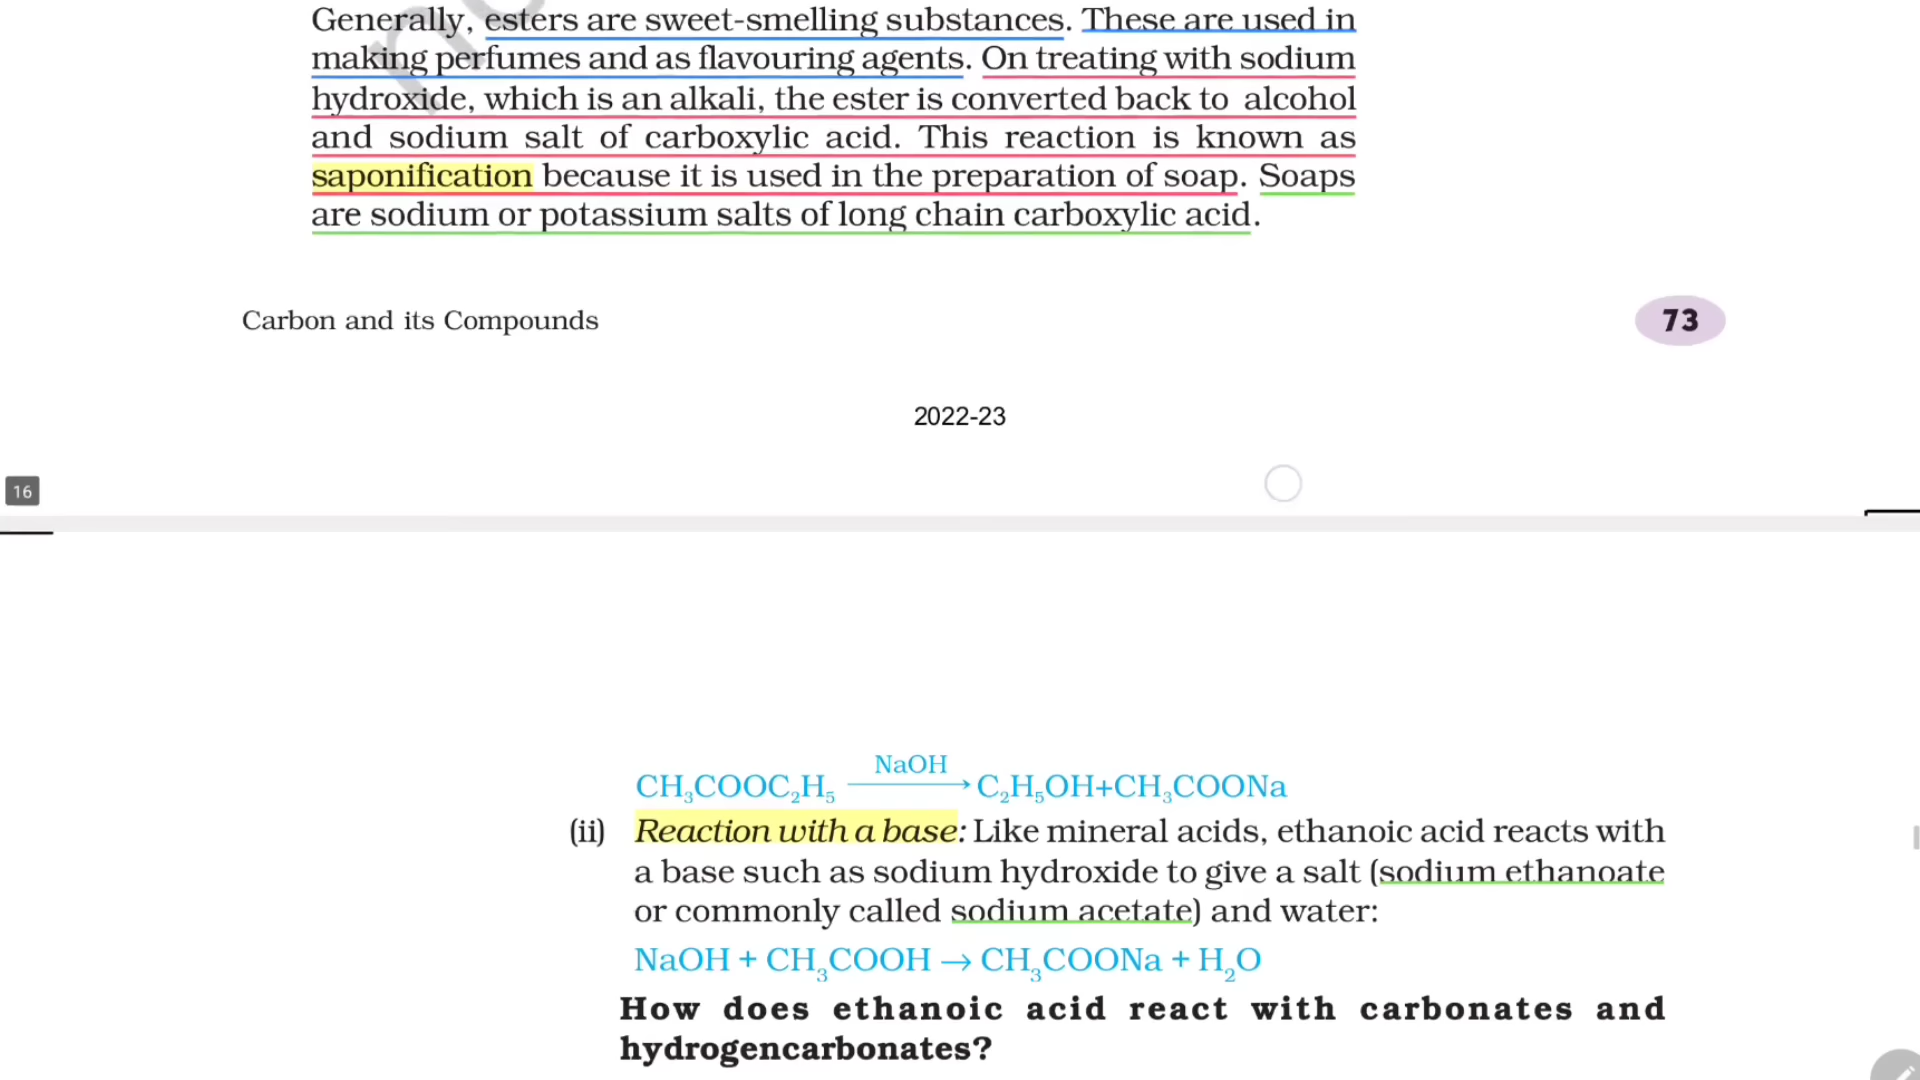 Generally, esters are sweet-smelling substances. These are used in
making perfumes and as flavouring agents. On treating with sodium
hydroxide, which is an alkali, the ester is converted back to alcohol
and sodium salt of carboxylic acid. This reaction is known as
saponification because it is used in the preparation of soap. Soaps
are sodium or potassium salts of long chain carboxylic acid.
Carbon and its Compounds 73
2022-23
16
NaOH
CH₃COOC₂H₅ → C₂H₅OH+CH₃COONa
(ii) Reaction with a base: Like mineral acids, ethanoic acid reacts with
a base such as sodium hydroxide to give a salt (sodium ethanoate
or commonly called sodium acetate) and water:
NaOH + CH₃COOH → CH₃COONa + H₂O
How does ethanoic acid react with carbonates and
hydrogencarbonates?